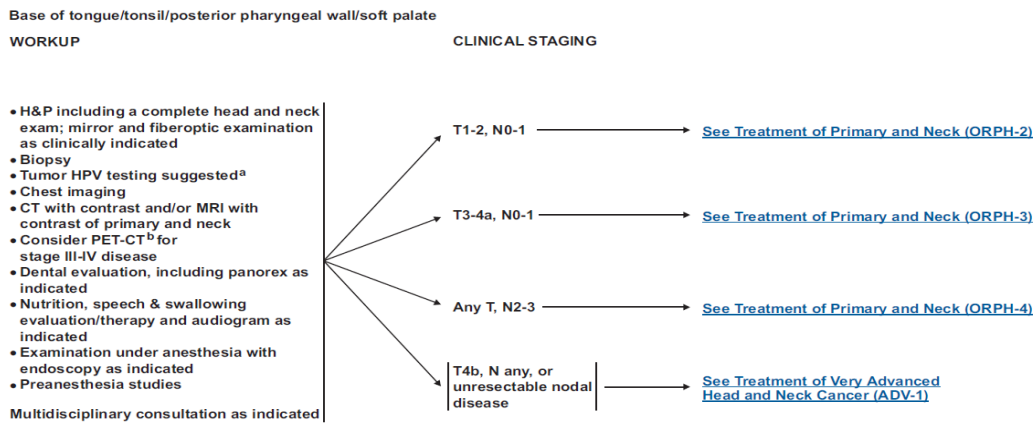 Base of tongue/tonsil/posterior pharyngeal wall/soft palate
WORKUP
• H&P including a complete head and neck
exam; mirror and fiberoptic examination
as clinically indicated
• Biopsy
• Tumor HPV testing suggestedᵃ
• Chest imaging
• CT with contrast and/or MRI with
contrast of primary and neck
• Consider PET-CTᵇ for
stage III-IV disease
• Dental evaluation, including panorex as
indicated
• Nutrition, speech & swallowing
evaluation/therapy and audiogram as
indicated
• Examination under anesthesia with
endoscopy as indicated
• Preanesthesia studies
Multidisciplinary consultation as indicated
CLINICAL STAGING
T1-2, N0-1
See Treatment of Primary and Neck (ORPH-2)
T3-4a, N0-1
See Treatment of Primary and Neck (ORPH-3)
Any T, N2-3
See Treatment of Primary and Neck (ORPH-4)
T4b, N any, or
unresectable nodal
disease
See Treatment of Very Advanced
Head and Neck Cancer (ADV-1)